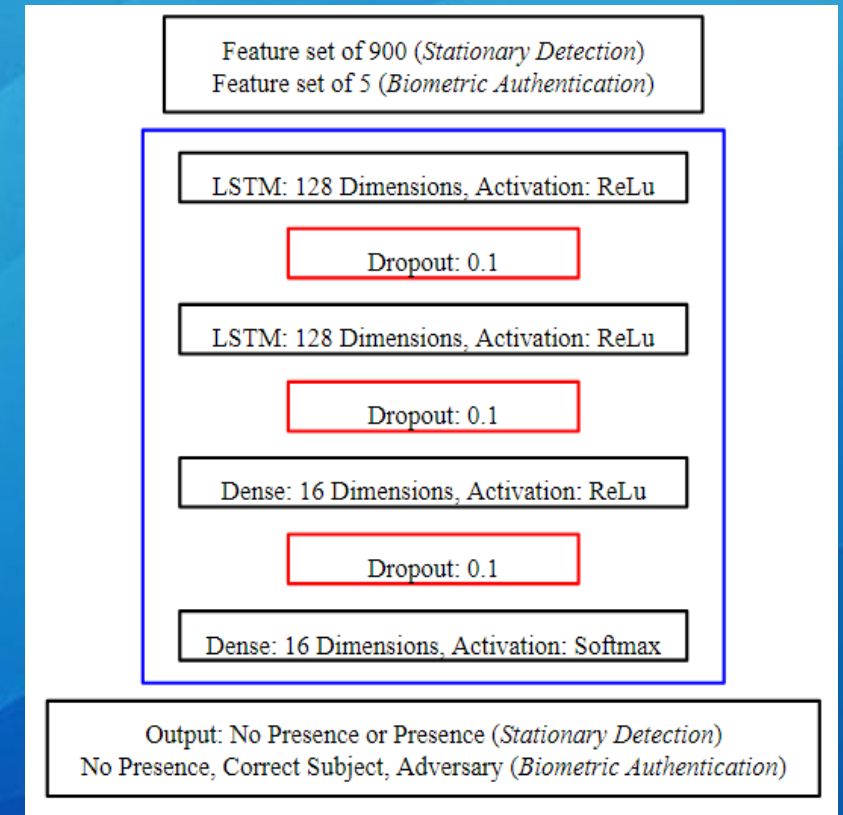 Feature set of 900 (Stationary Detection)
Feature set of 5 (Biometric Authentication)
LSTM: 128 Dimensions, Activation: ReLu
Dropout: 0.1
LSTM: 128 Dimensions, Activation: ReLu
Dropout: 0.1
Dense: 16 Dimensions, Activation: ReLu
Dropout: 0.1
Dense: 16 Dimensions, Activation: Softmax
Output: No Presence or Presence (Stationary Detection)
No Presence, Correct Subject, Adversary (Biometric Authentication)